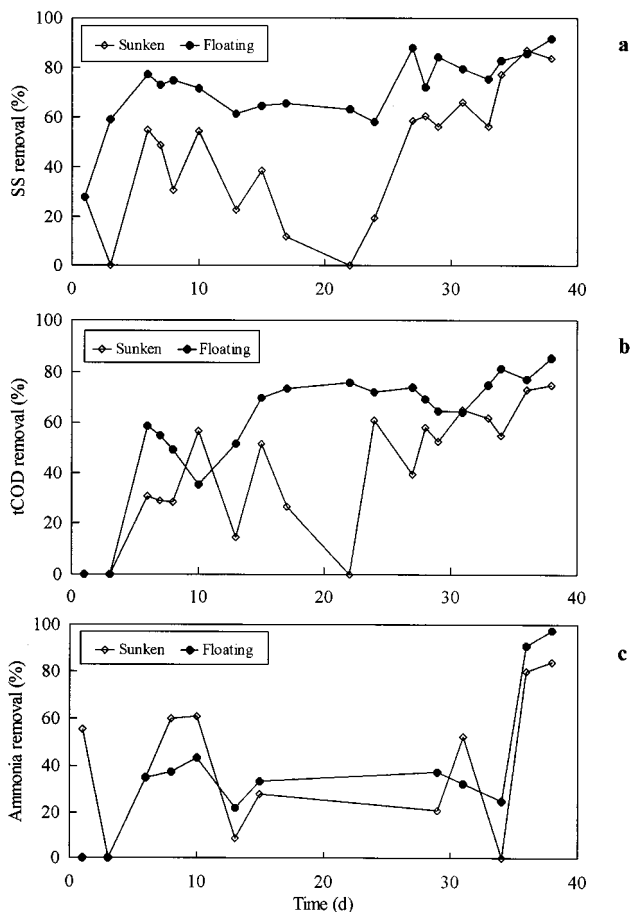 100
80
60
40
20
0
SS removal (%)
Sunken Floating
a
0 10 20 30 40
100
80
60
40
20
0
tCOD removal (%)
Sunken Floating
b
0 10 20 30 40
100
80
60
40
20
0
Ammonia removal (%)
Sunken Floating
c
0 10 20 30 40
Time (d)